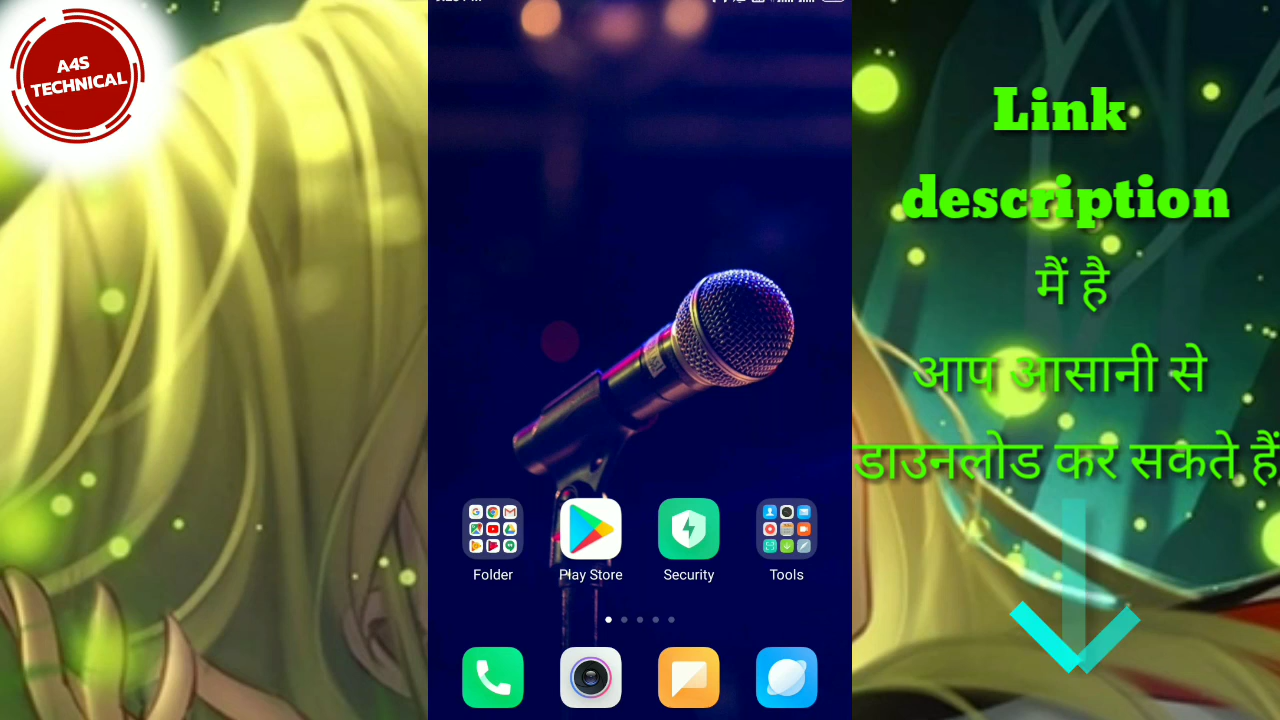 A4S
TECHNICAL
Link
description
मैं है
आप आसानी से
डाउनलोड कर सकते हैं
Folder
Play Store
Security
Tools